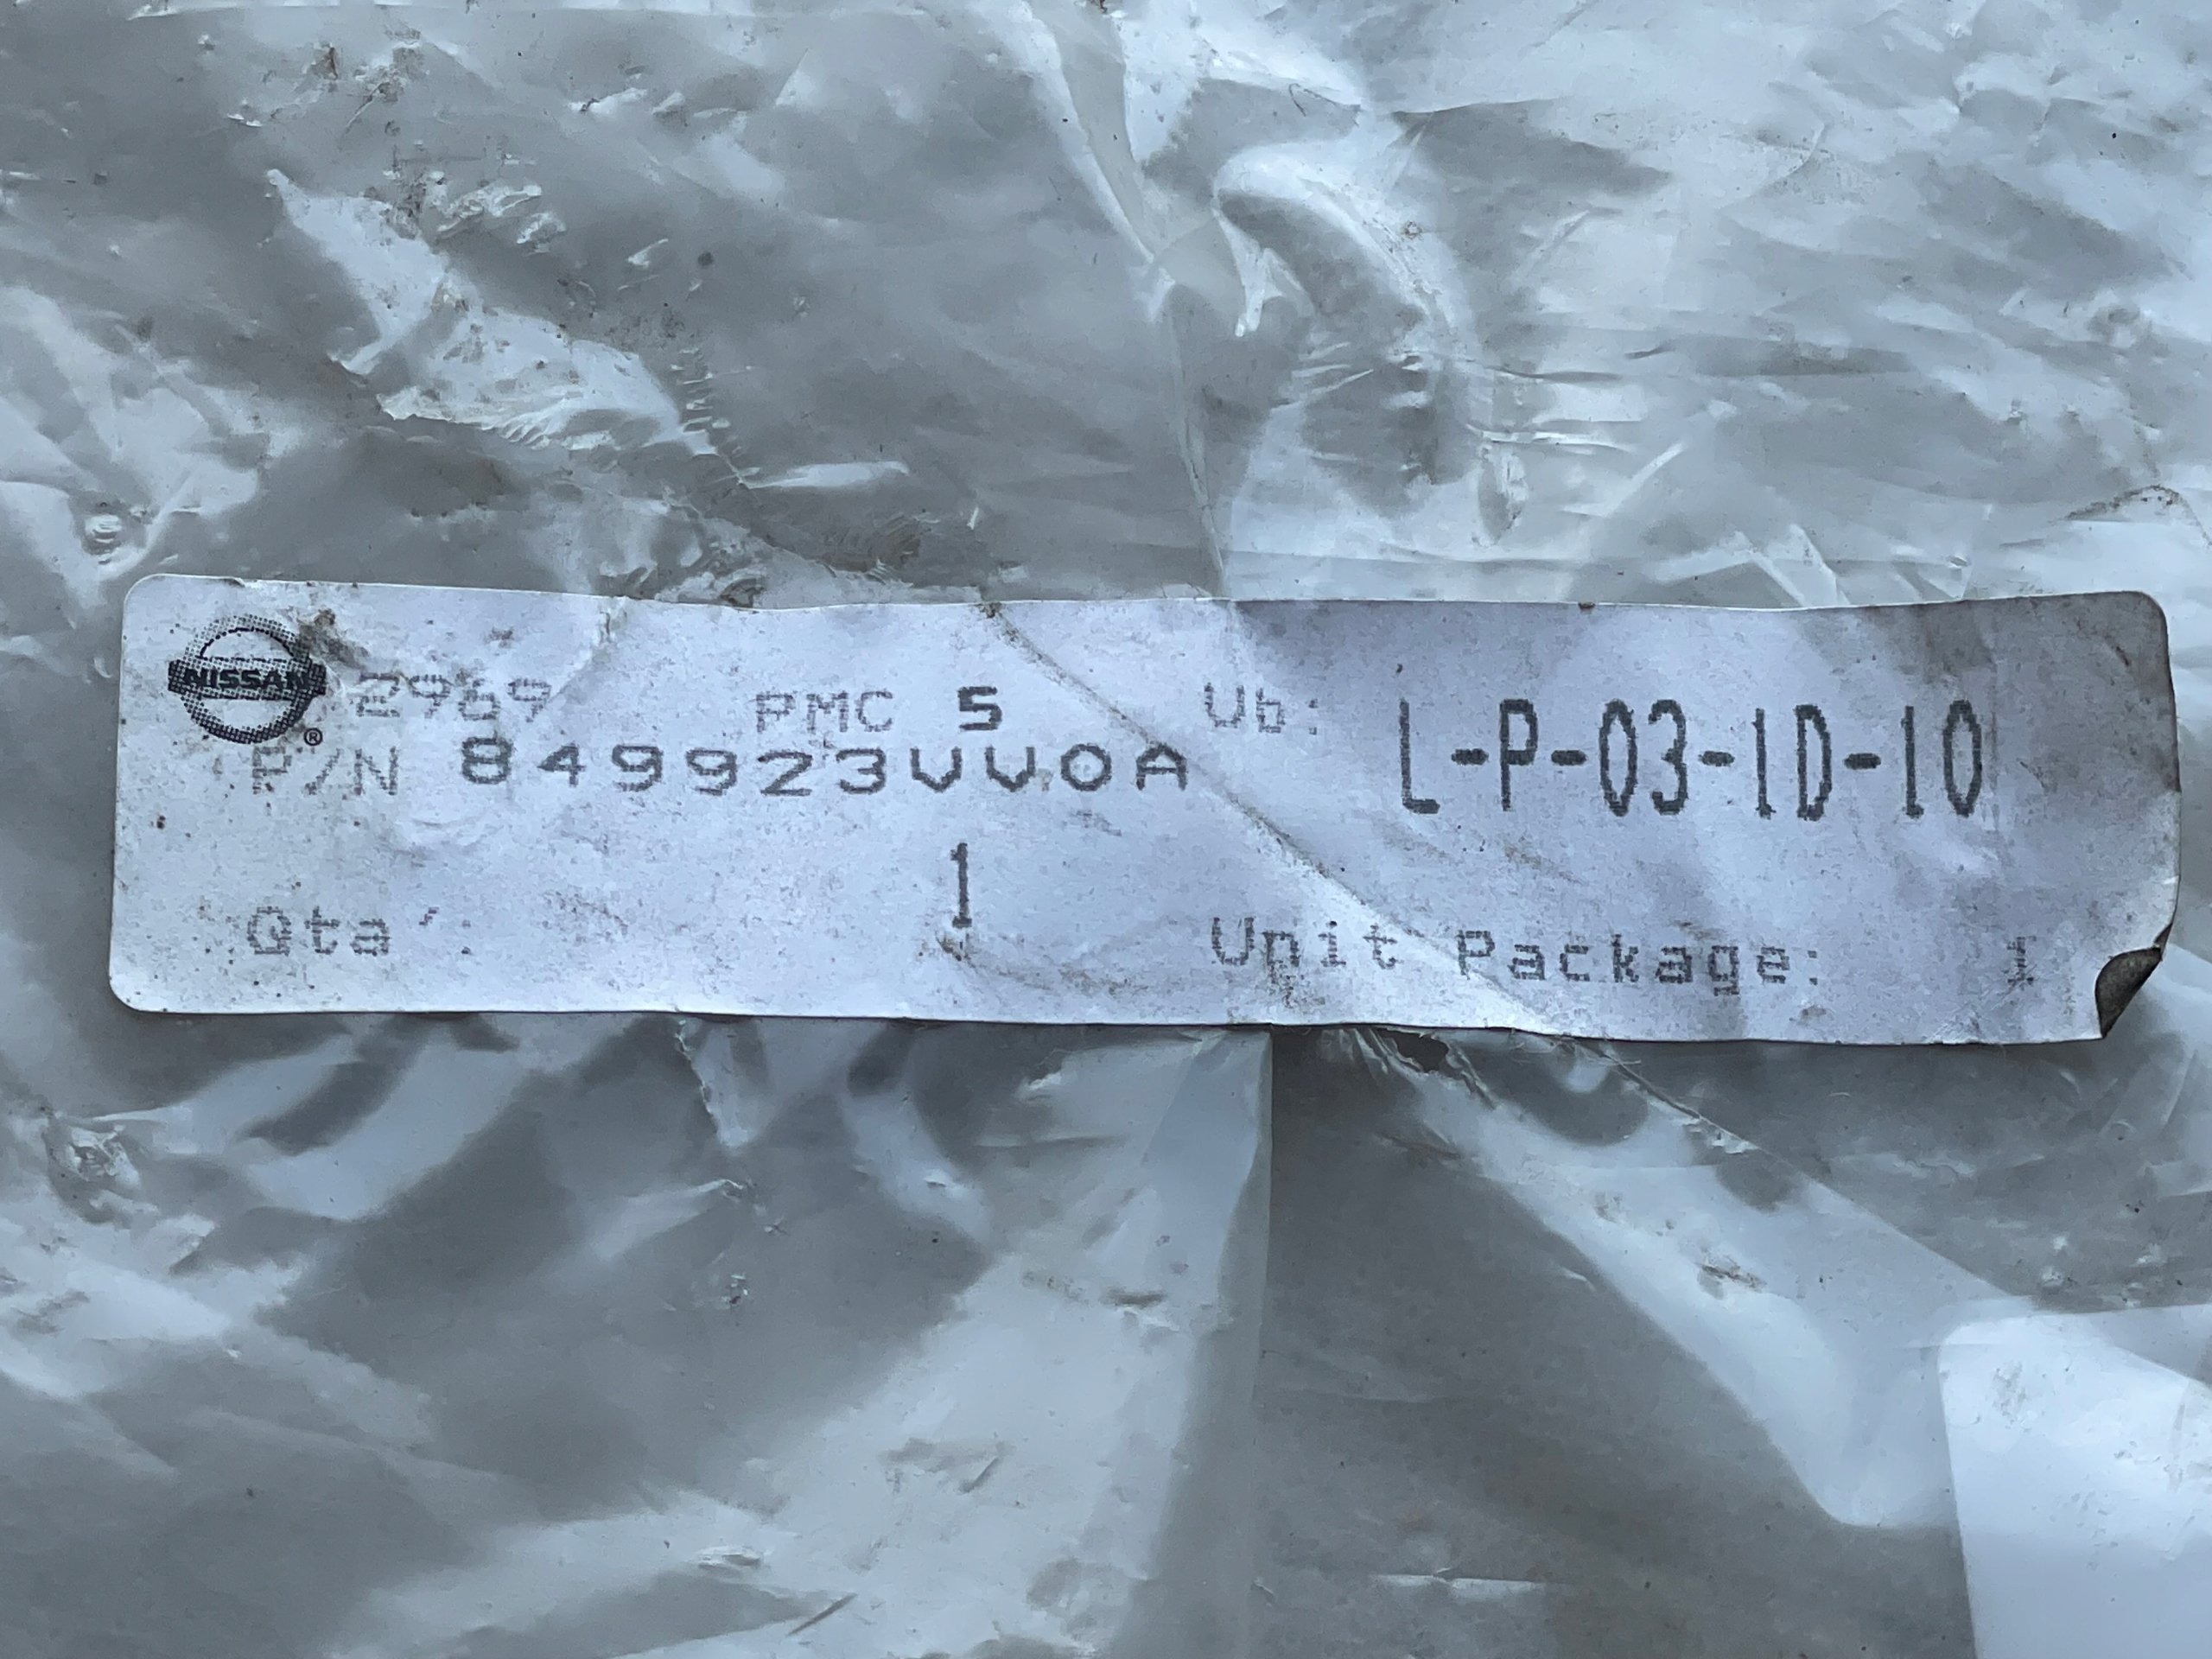 NISSAN ® 2969 PMC 5 Ub:
P/N 849923VV0A L-P-03-1D-10
Qta': 1 Unit Package: 1